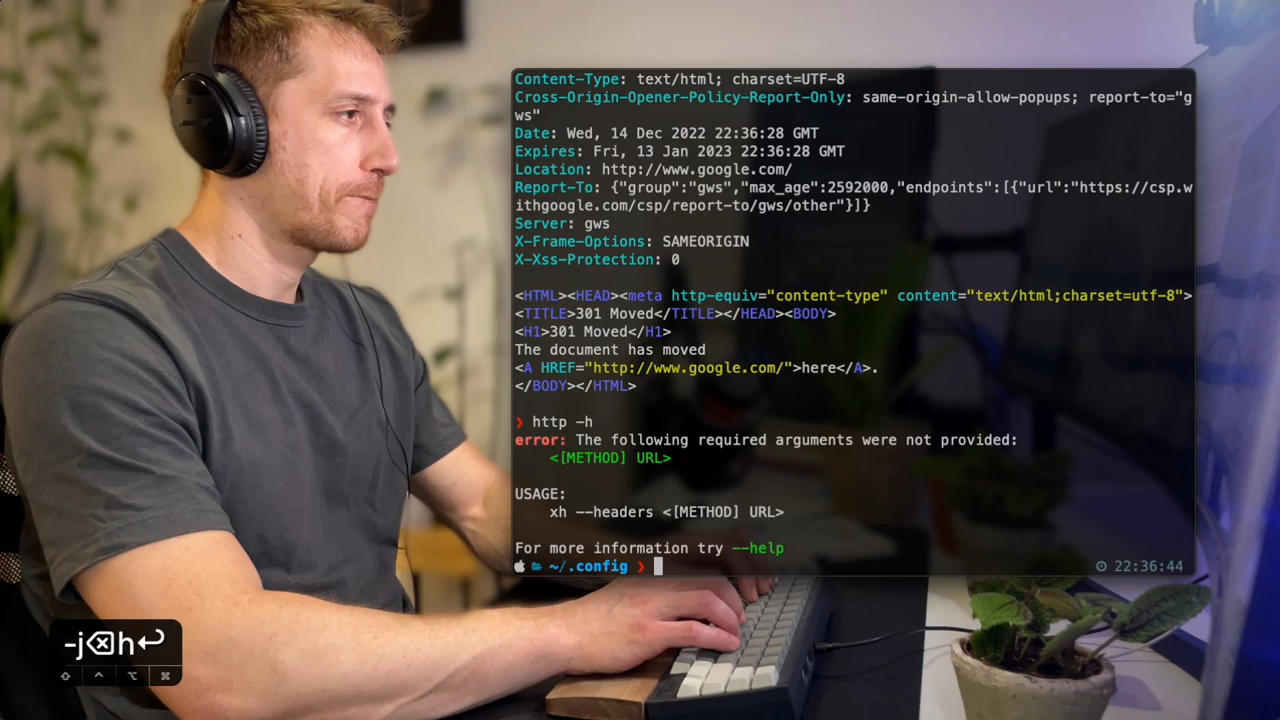 Content-Type: text/html; charset=UTF-8
Cross-Origin-Opener-Policy-Report-Only: same-origin-allow-popups; report-to="g
ws"
Date: Wed, 14 Dec 2022 22:36:28 GMT
Expires: Fri, 13 Jan 2023 22:36:28 GMT
Location: http://www.google.com/
Report-To: {"group":"gws","max_age":2592000,"endpoints":[{"url":"https://csp.w
ithgoogle.com/csp/report-to/gws/other"}]}
Server: gws
X-Frame-Options: SAMEORIGIN
X-Xss-Protection: 0
<HTML><HEAD><meta http-equiv="content-type" content="text/html;charset=utf-8">
<TITLE>301 Moved</TITLE></HEAD><BODY>
<H1>301 Moved</H1>
The document has moved
<A HREF="http://www.google.com/">here</A>.
</BODY></HTML>
❯ http -h
error: The following required arguments were not provided:
<[METHOD] URL>
USAGE:
xh --headers <[METHOD] URL>
For more information try --help
~/.config ❯ 22:36:44
-j⌫h↩
⇧ ⌃ ⌥ ⌘